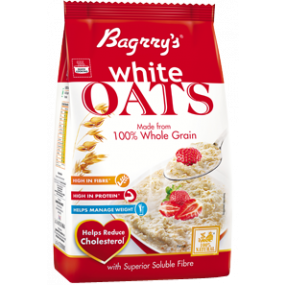 Bagrry's
white
OATS
Made from
100% Whole Grain
HIGH IN FIBRE
HIGH IN PROTEIN
HELPS MANAGE WEIGHT
Helps Reduce
Cholesterol
with Superior Soluble Fibre